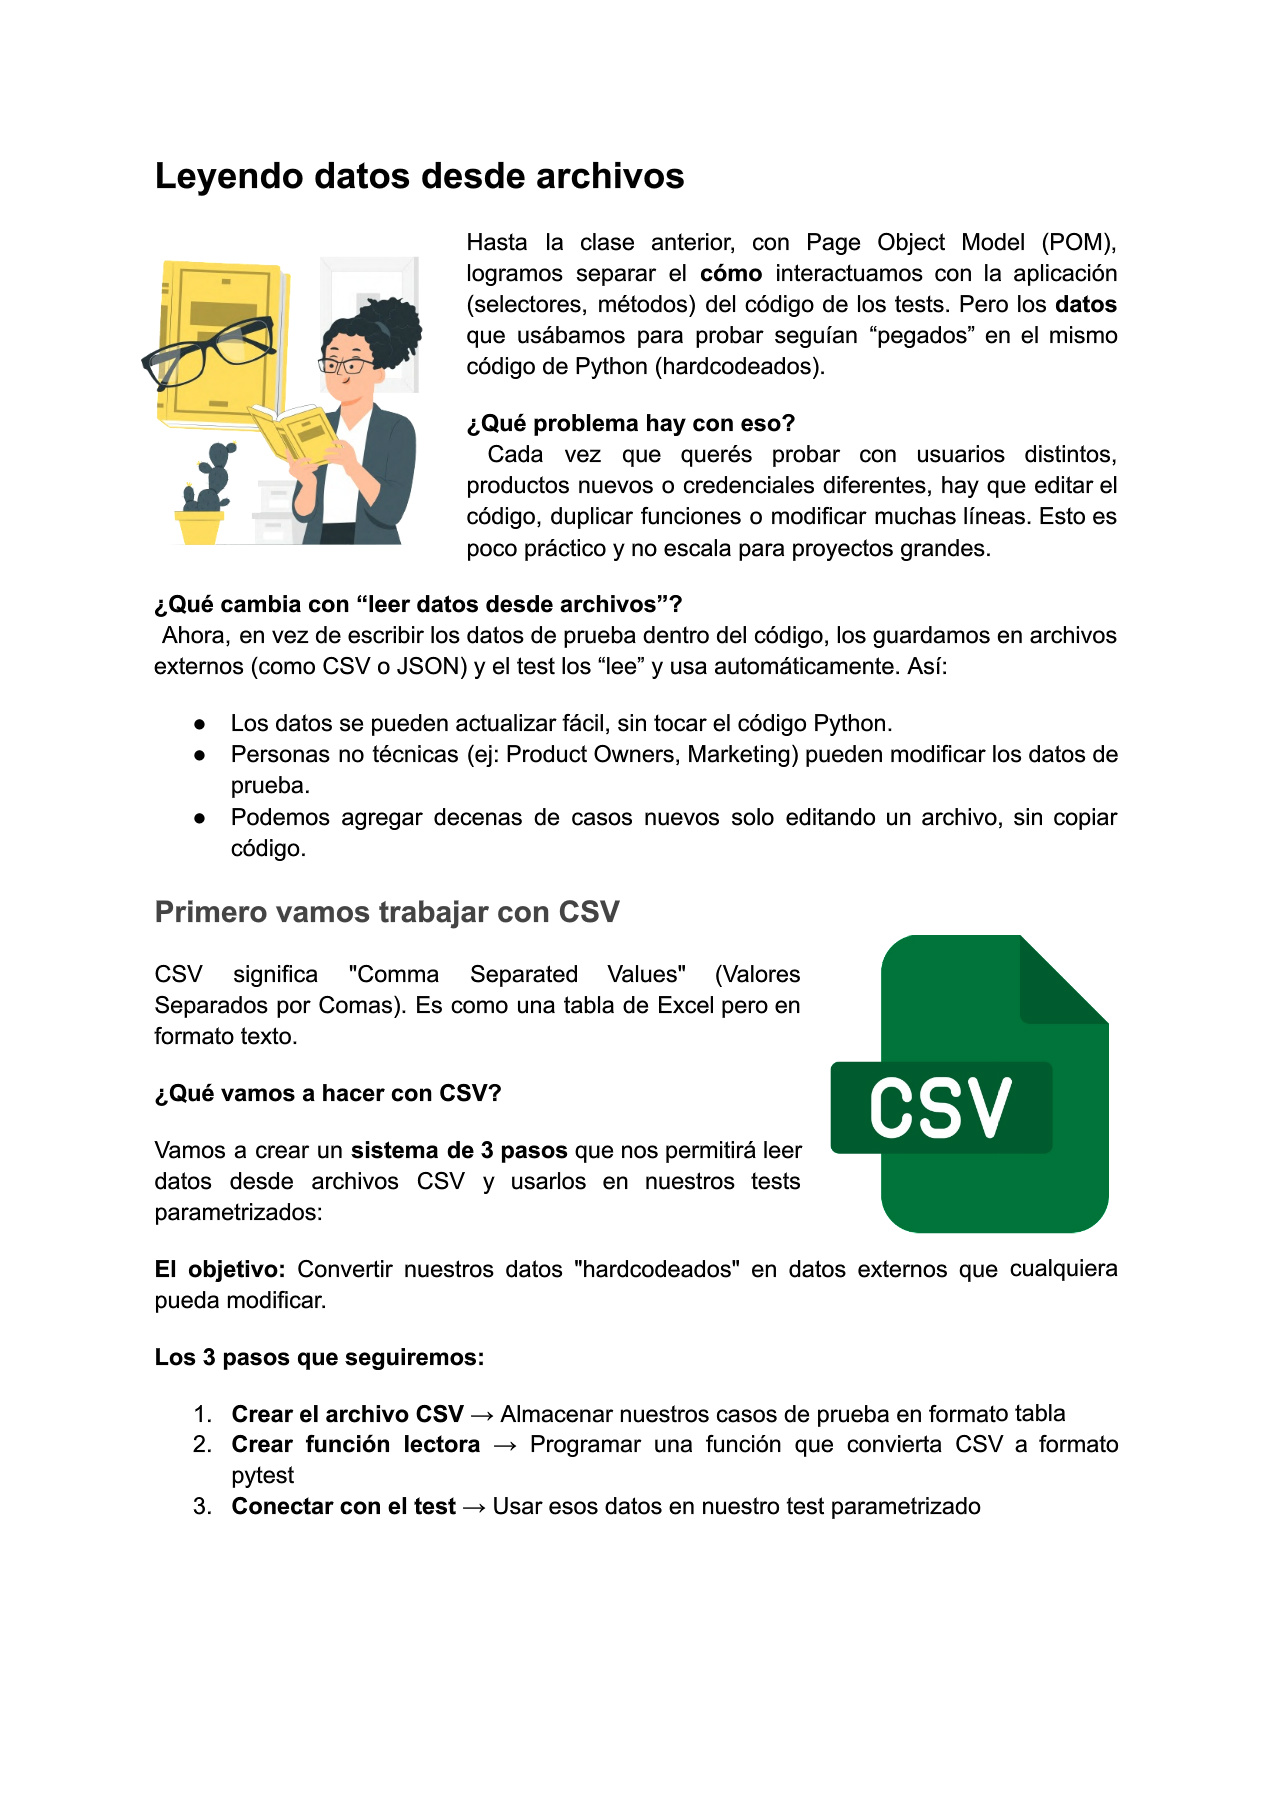 Leyendo datos desde archivos
Hasta la clase anterior, con Page Object Model (POM),
logramos separar el cómo interactuamos con la aplicación
(selectores, métodos) del código de los tests. Pero los datos
que usábamos para probar seguían “pegados” en el mismo
código de Python (hardcodeados).
¿Qué problema hay con eso?
Cada vez que querés probar con usuarios distintos,
productos nuevos o credenciales diferentes, hay que editar el
código, duplicar funciones o modificar muchas líneas. Esto es
poco práctico y no escala para proyectos grandes.
¿Qué cambia con “leer datos desde archivos”?
Ahora, en vez de escribir los datos de prueba dentro del código, los guardamos en archivos
externos (como CSV o JSON) y el test los “lee” y usa automáticamente. Así:
● Los datos se pueden actualizar fácil, sin tocar el código Python.
● Personas no técnicas (ej: Product Owners, Marketing) pueden modificar los datos de
prueba.
● Podemos agregar decenas de casos nuevos solo editando un archivo, sin copiar
código.
Primero vamos trabajar con CSV
CSV significa "Comma Separated Values" (Valores
Separados por Comas). Es como una tabla de Excel pero en
formato texto.
¿Qué vamos a hacer con CSV?
Vamos a crear un sistema de 3 pasos que nos permitirá leer
datos desde archivos CSV y usarlos en nuestros tests
parametrizados:
CSV
El objetivo: Convertir nuestros datos "hardcodeados" en datos externos que cualquiera
pueda modificar.
Los 3 pasos que seguiremos:
1. Crear el archivo CSV → Almacenar nuestros casos de prueba en formato tabla
2. Crear función lectora → Programar una función que convierta CSV a formato
pytest
3. Conectar con el test → Usar esos datos en nuestro test parametrizado